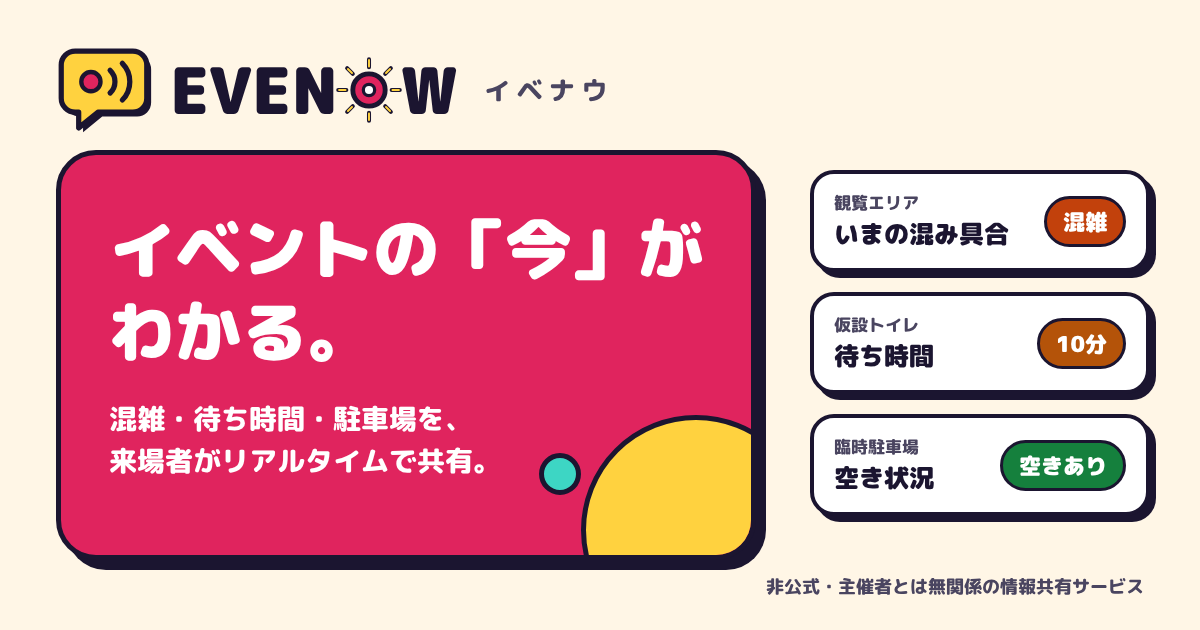 EVENOW イベナウ
イベントの「今」が
わかる。
混雑・待ち時間・駐車場を、
来場者がリアルタイムで共有。
観覧エリア
いまの混み具合
混雑
仮設トイレ
待ち時間
10分
臨時駐車場
空き状況
空きあり
非公式・主催者とは無関係の情報共有サービス